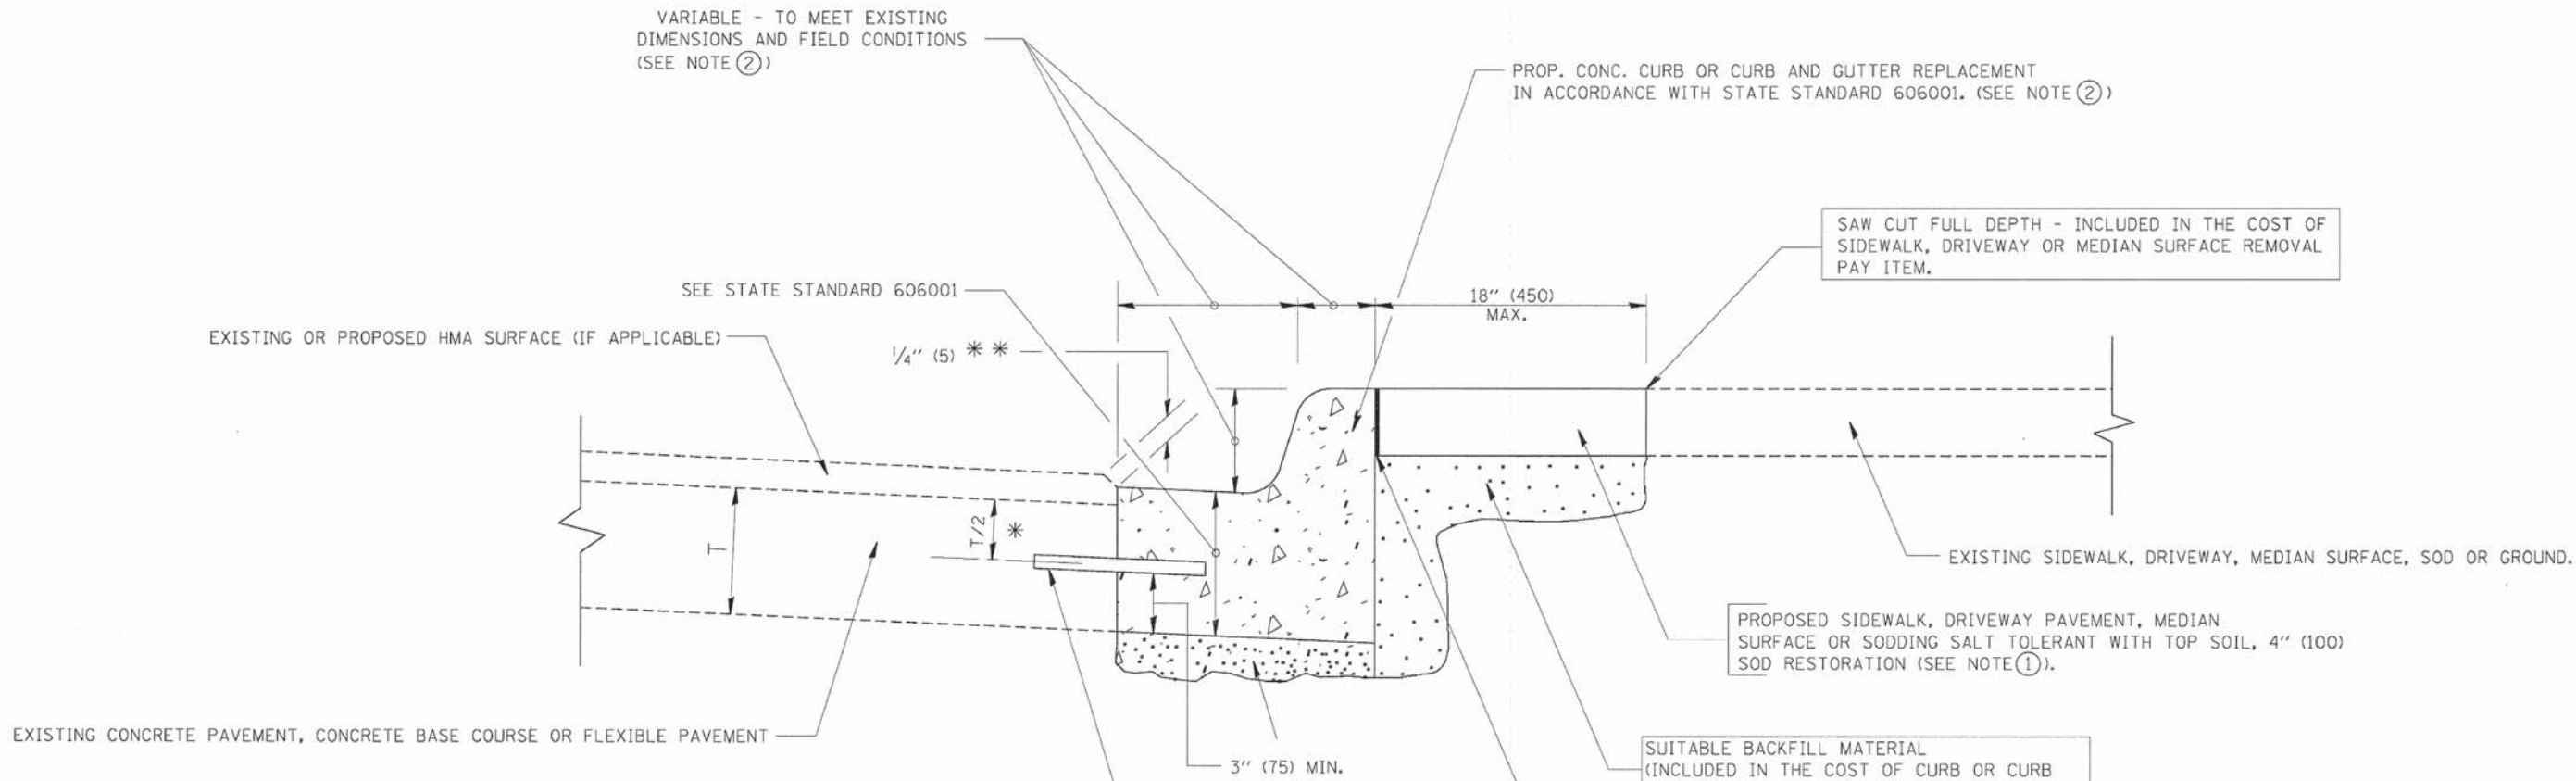 VARIABLE - TO MEET EXISTING
DIMENSIONS AND FIELD CONDITIONS
(SEE NOTE ②)
PROP. CONC. CURB OR CURB AND GUTTER REPLACEMENT
IN ACCORDANCE WITH STATE STANDARD 606001. (SEE NOTE ②)
SAW CUT FULL DEPTH - INCLUDED IN THE COST OF
SIDEWALK, DRIVEWAY OR MEDIAN SURFACE REMOVAL
PAY ITEM.
SEE STATE STANDARD 606001
18" (450)
MAX.
EXISTING OR PROPOSED HMA SURFACE (IF APPLICABLE)
1/4" (5) * *
T
T/2 *
EXISTING SIDEWALK, DRIVEWAY, MEDIAN SURFACE, SOD OR GROUND.
PROPOSED SIDEWALK, DRIVEWAY PAVEMENT, MEDIAN
SURFACE OR SODDING SALT TOLERANT WITH TOP SOIL, 4" (100)
SOD RESTORATION (SEE NOTE ①).
EXISTING CONCRETE PAVEMENT, CONCRETE BASE COURSE OR FLEXIBLE PAVEMENT
3" (75) MIN.
SUITABLE BACKFILL MATERIAL
(INCLUDED IN THE COST OF CURB OR CURB